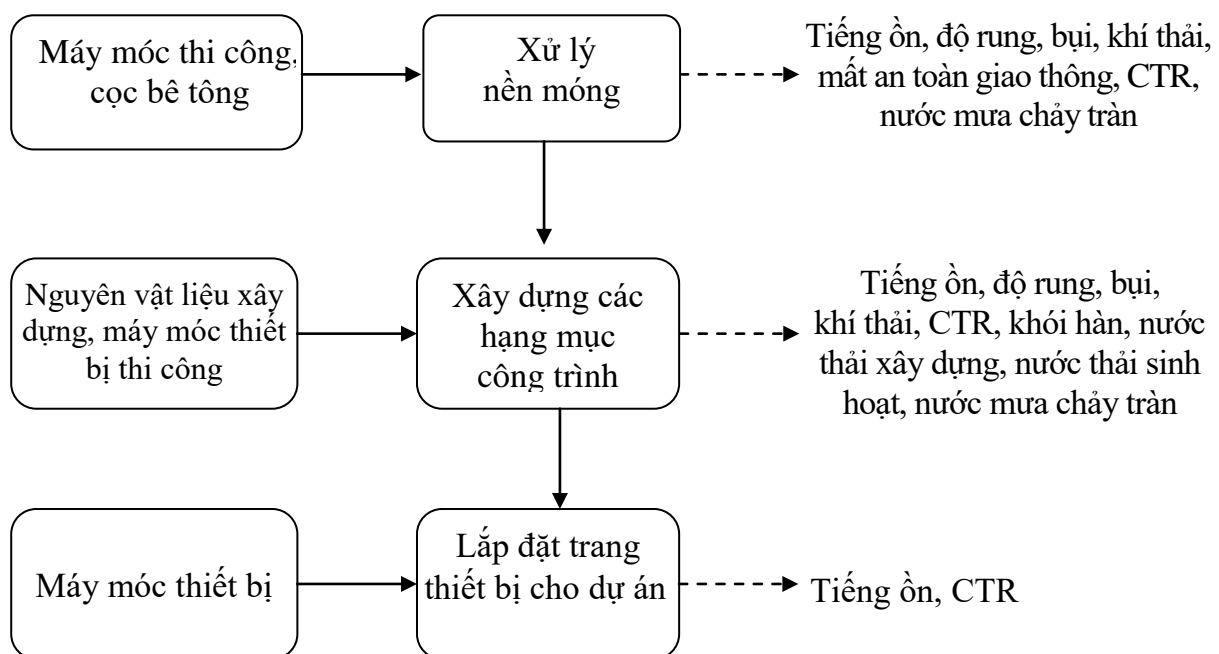 Máy móc thi công,
cọc bê tông
Xử lý
nền móng
Tiếng ồn, độ rung, bụi, khí thải,
mất an toàn giao thông, CTR,
nước mưa chảy tràn
Nguyên vật liệu xây
dựng, máy móc thiết
bị thi công
Xây dựng các
hạng mục
công trình
Tiếng ồn, độ rung, bụi,
khí thải, CTR, khói hàn, nước
thải xây dựng, nước thải sinh
hoạt, nước mưa chảy tràn
Máy móc thiết bị
Lắp đặt trang
thiết bị cho dự án
Tiếng ồn, CTR